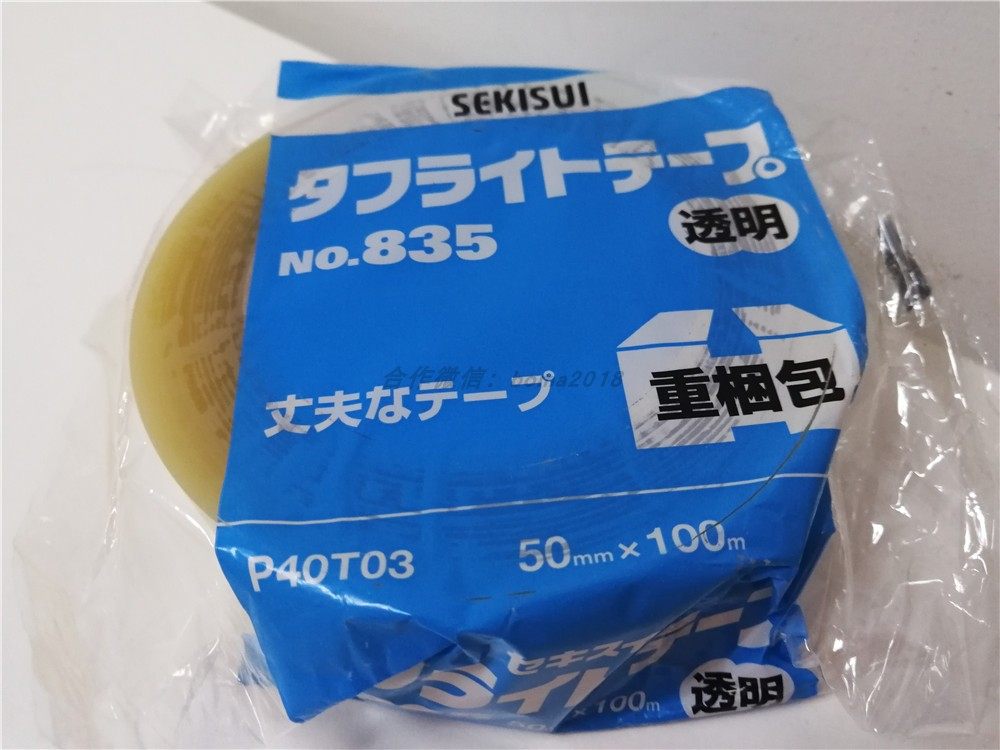 SEKISUI
タフライトテープ
No.835
透明
合作微信：
丈夫なテープ
重梱包
P40T03
50mm×100m
セキスイ
×100m
透明